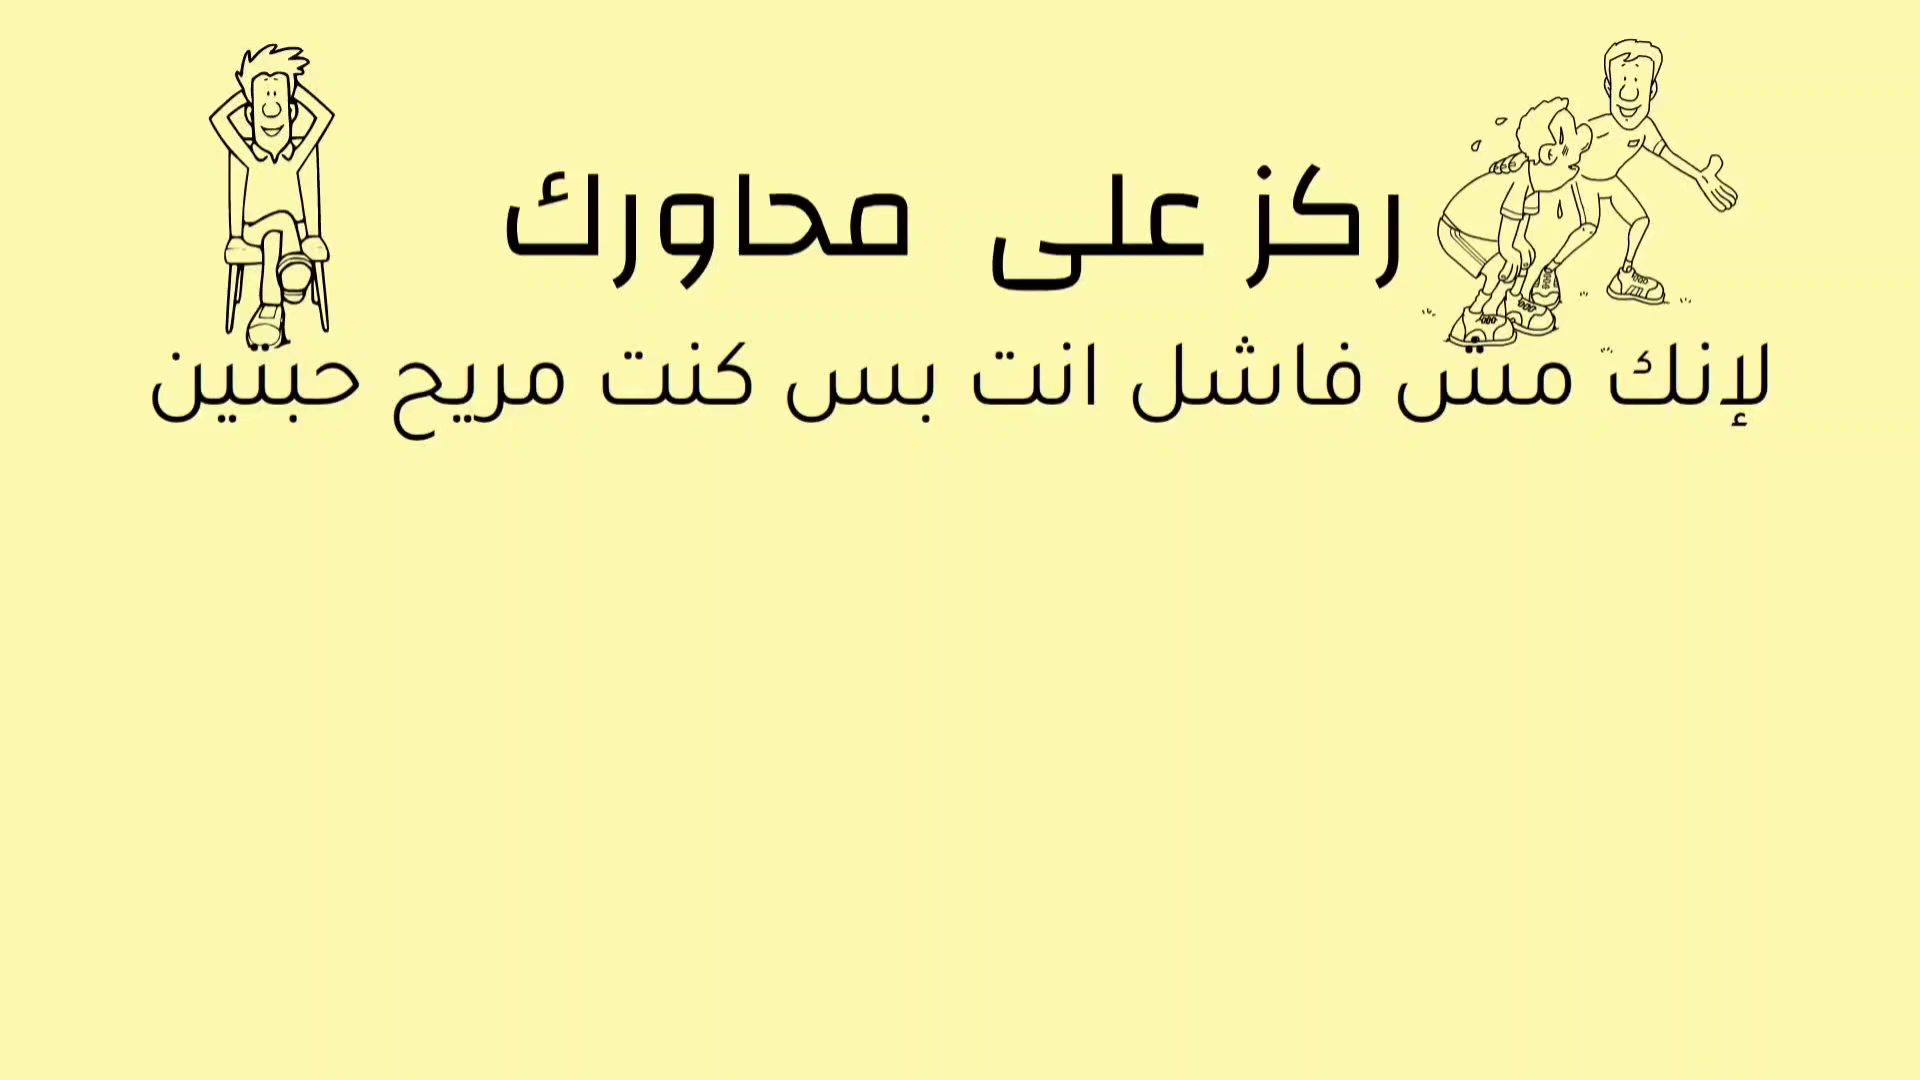 ركز على محاورك
لإنك مش فاشل انت بس كنت مريح حبتين